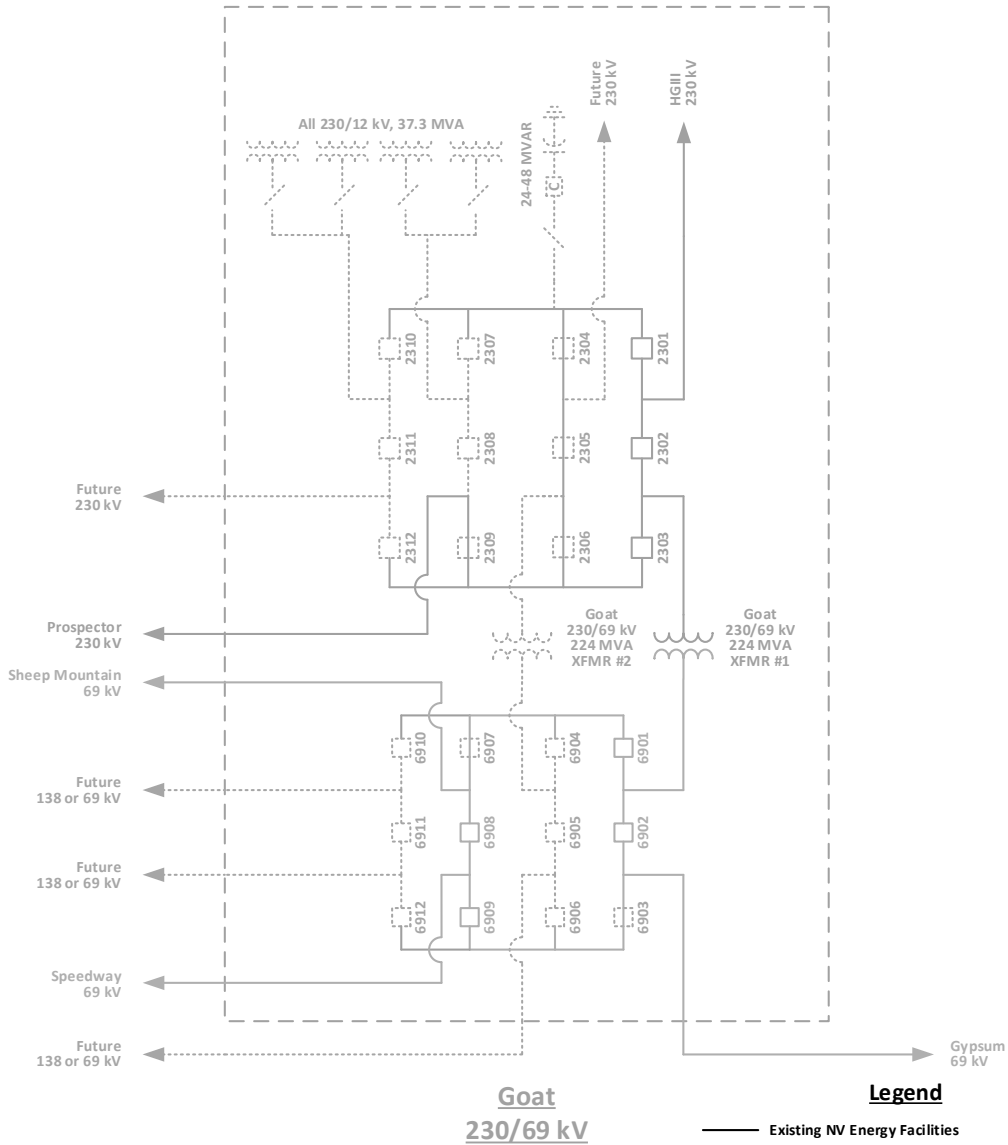 Future
230 kV
HGIII
230 kV
All 230/12 kV, 37.3 MVA
24-48 MVAR
C
2310
2307
2304
2301
2311
2308
2305
2302
Future
230 kV
2312
2309
2306
2303
Prospector
230 kV
Goat
230/69 kV
224 MVA
XFMR #2
Goat
230/69 kV
224 MVA
XFMR #1
Sheep Mountain
69 kV
6910
6907
6904
6901
Future
138 or 69 kV
6911
6908
6905
6902
Future
138 or 69 kV
6912
6909
6906
6903
Speedway
69 kV
Future
138 or 69 kV
Gypsum
69 kV
Goat
230/69 kV
Legend
Existing NV Energy Facilities